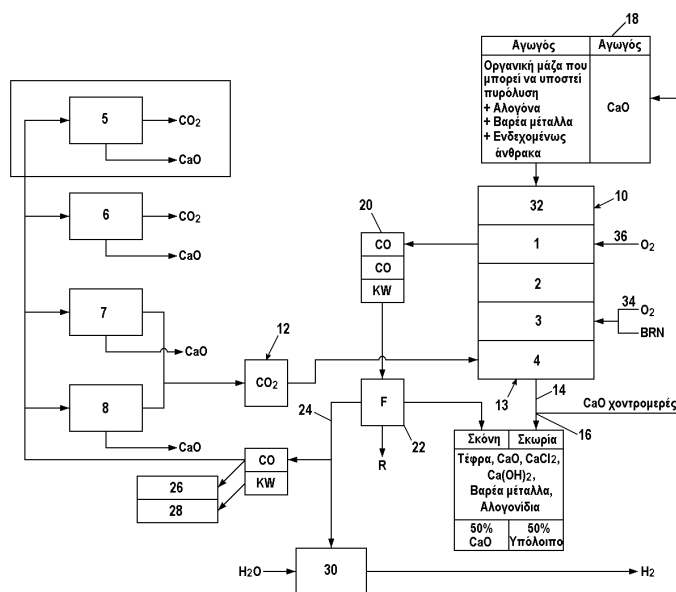 18
Αγωγός Αγωγός
Οργανική μάζα που
μπορεί να υποστεί
πυρόλυση
+ Αλογόνα
+ Βαρέα μέταλλα
+ Ενδεχομένως
άνθρακα
CaO
5
CO2
CaO
6
CO2
CaO
7
CaO
8
CaO
12
CO2
20
CO
CO
KW
32
10
1
36
O2
2
3
34
O2
BRN
4
13
14
CaO χοντρομερές
16
24
F
22
R
CO
KW
26
28
Σκόνη Σκωρία
Τέφρα, CaO, CaCl2,
Ca(OH)2,
Βαρέα μέταλλα,
Αλογονίδια
50%
CaO
50%
Υπόλοιπο
H2O
30
H2